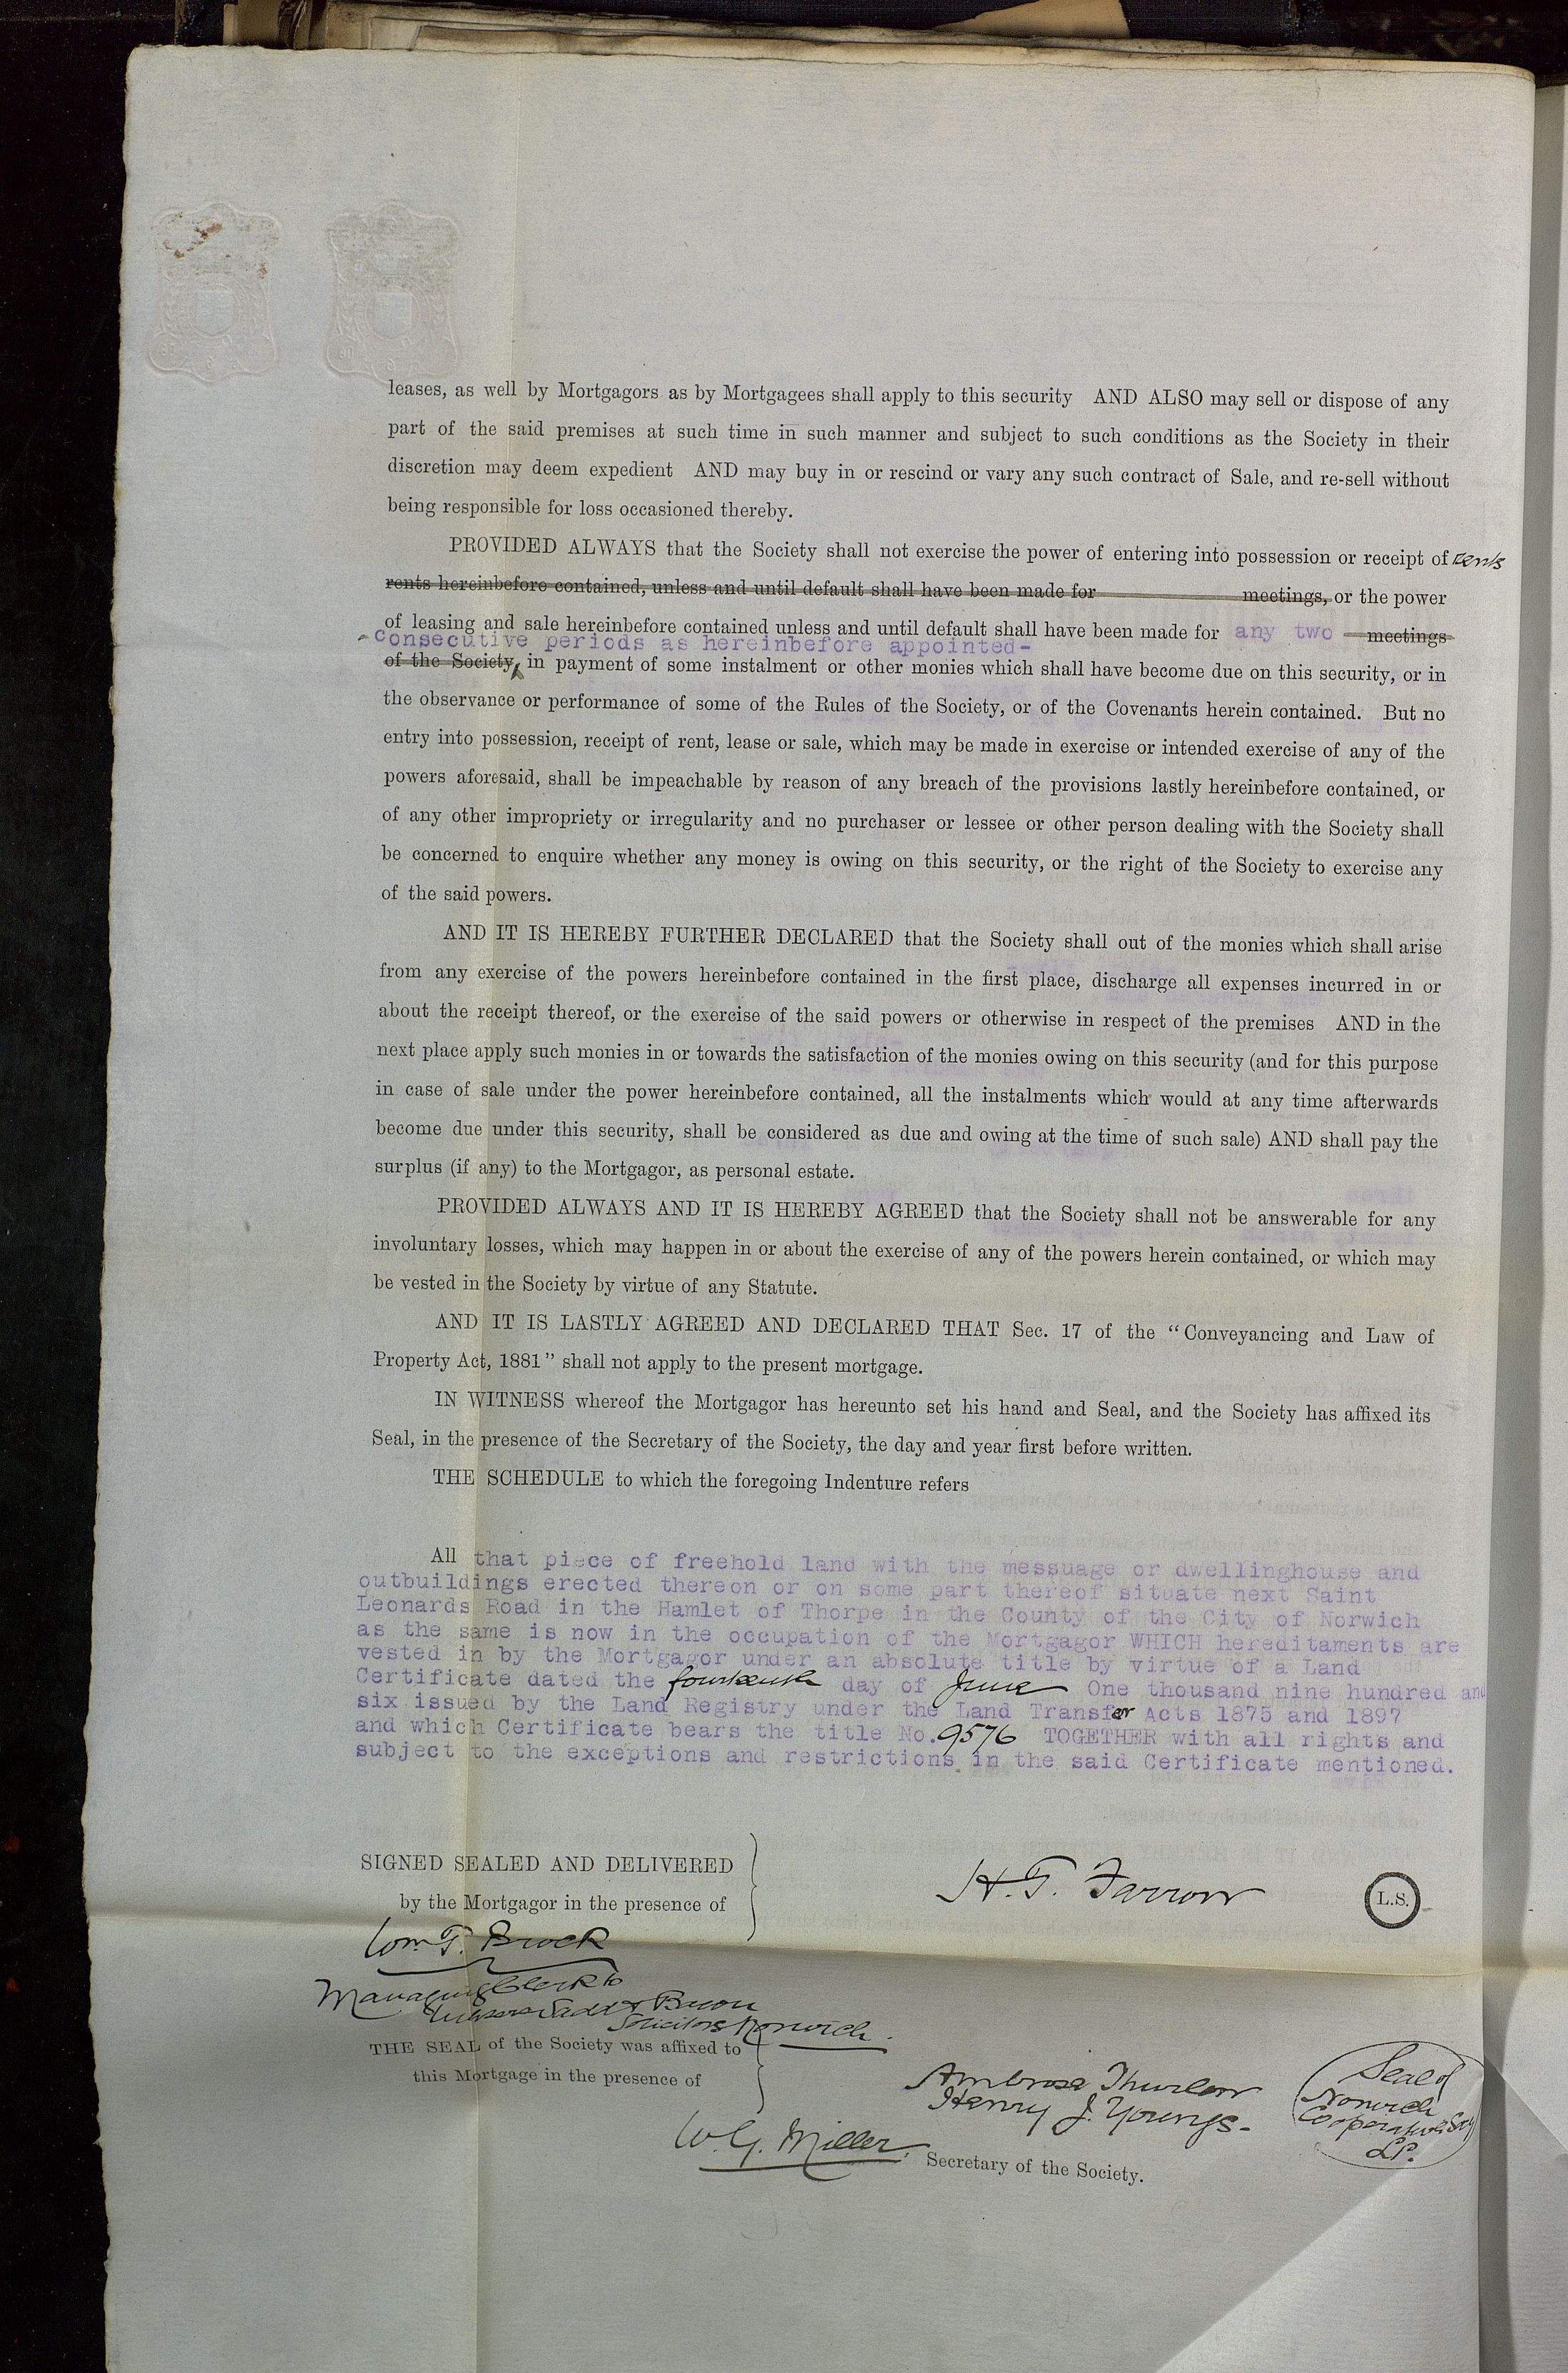 leases, as well by Mortgagors as by Mortgagees shall apply to this security AND ALSO may sell or dispose of any
part of the said premises at such time in such manner and subject to such conditions as the Society in their
discretion may deem expedient AND may buy in or rescind or vary any such contract of Sale, and re-sell without
being responsible for loss occasioned thereby.
PROVIDED ALWAYS that the Society shall not exercise the power of entering into possession or receipt of rents
rents hereinbefore contained, unless and until default shall have been made for meetings, or the power
of leasing and sale hereinbefore contained unless and until default shall have been made for any two meetings
consecutive periods as hereinbefore appointed-
of the Society, in payment of some instalment or other monies which shall have become due on this security, or in
the observance or performance of some of the Rules of the Society, or of the Covenants herein contained. But no
entry into possession, receipt of rent, lease or sale, which may be made in exercise or intended exercise of any of the
powers aforesaid, shall be impeachable by reason of any breach of the provisions lastly hereinbefore contained, or
of any other impropriety or irregularity and no purchaser or lessee or other person dealing with the Society shall
be concerned to enquire whether any money is owing on this security, or the right of the Society to exercise any
of the said powers.
AND IT IS HEREBY FURTHER DECLARED that the Society shall out of the monies which shall arise
from any exercise of the powers hereinbefore contained in the first place, discharge all expenses incurred in or
about the receipt thereof, or the exercise of the said powers or otherwise in respect of the premises AND in the
next place apply such monies in or towards the satisfaction of the monies owing on this security (and for this purpose
in case of sale under the power hereinbefore contained, all the instalments which would at any time afterwards
become due under this security, shall be considered as due and owing at the time of such sale) AND shall pay the
surplus (if any) to the Mortgagor, as personal estate.
PROVIDED ALWAYS AND IT IS HEREBY AGREED that the Society shall not be answerable for any
involuntary losses, which may happen in or about the exercise of any of the powers herein contained, or which may
be vested in the Society by virtue of any Statute.
AND IT IS LASTLY AGREED AND DECLARED THAT Sec. 17 of the “Conveyancing and Law of
Property Act, 1881” shall not apply to the present mortgage.
IN WITNESS whereof the Mortgagor has hereunto set his hand and Seal, and the Society has affixed its
Seal, in the presence of the Secretary of the Society, the day and year first before written.
THE SCHEDULE to which the foregoing Indenture refers
All that piece of freehold land with the messuage or dwellinghouse and
outbuildings erected thereon or on some part thereof situate next Saint
Leonards Road in the Hamlet of Thorpe in the County of the City of Norwich
as the same is now in the occupation of the Mortgagor WHICH hereditaments are
vested in by the Mortgagor under an absolute title by virtue of a Land
Certificate dated the fourteenth day of June One thousand nine hundred and
six issued by the Land Registry under the Land Transfer Acts 1875 and 1897
and which Certificate bears the title No. 9576 TOGETHER with all rights and
subject to the exceptions and restrictions in the said Certificate mentioned.
SIGNED SEALED AND DELIVERED
by the Mortgagor in the presence of
H. T. Farrow
L.S.
Wm. T. Brock
Managing Clerk to
Bacon
Solicitors Norwich.
THE SEAL of the Society was affixed to
this Mortgage in the presence of
Ambrose Thurlow
Henry J. Youngs.
Seal of
Norwich
Cooperative Socy
Ld.
W. G. Miller.
Secretary of the Society.